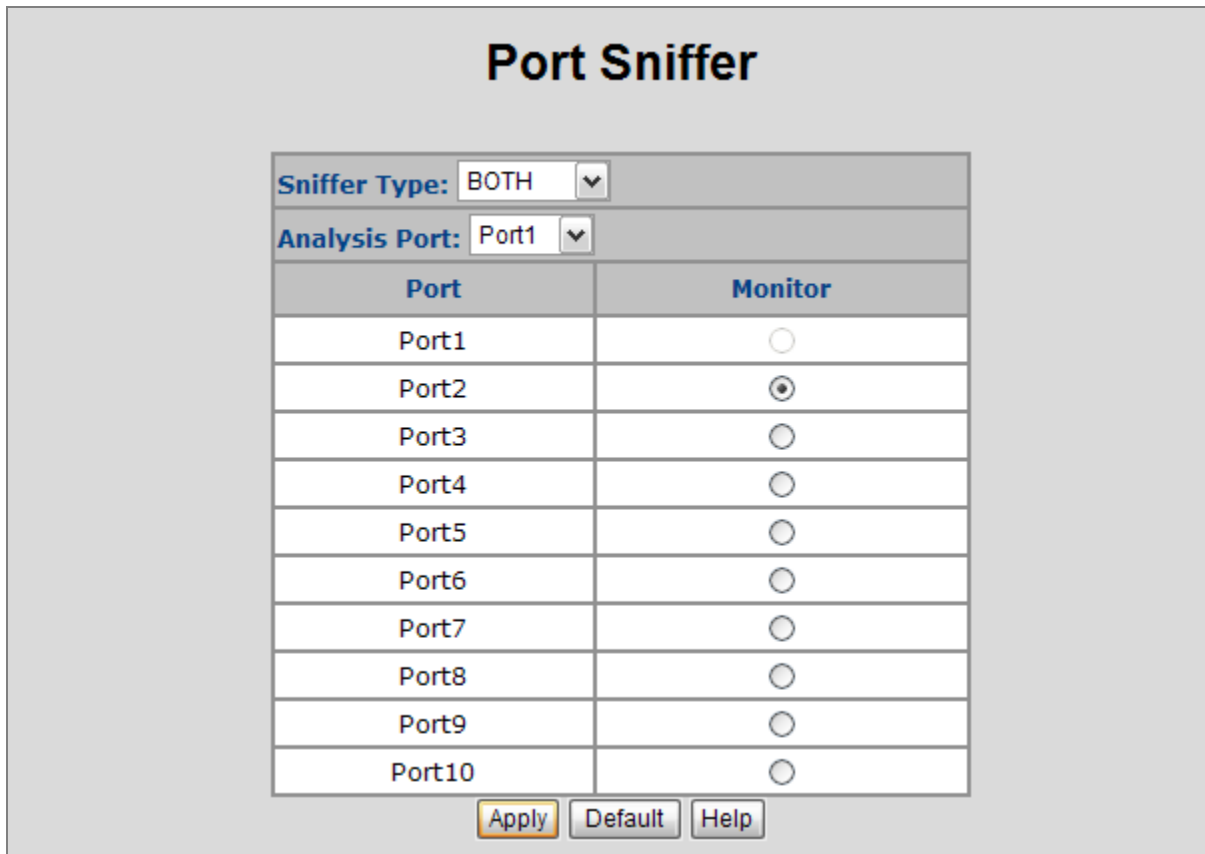 Port Sniffer
Sniffer Type: BOTH
Analysis Port: Port1
Port Monitor
Port1
Port2
Port3
Port4
Port5
Port6
Port7
Port8
Port9
Port10
Apply Default Help